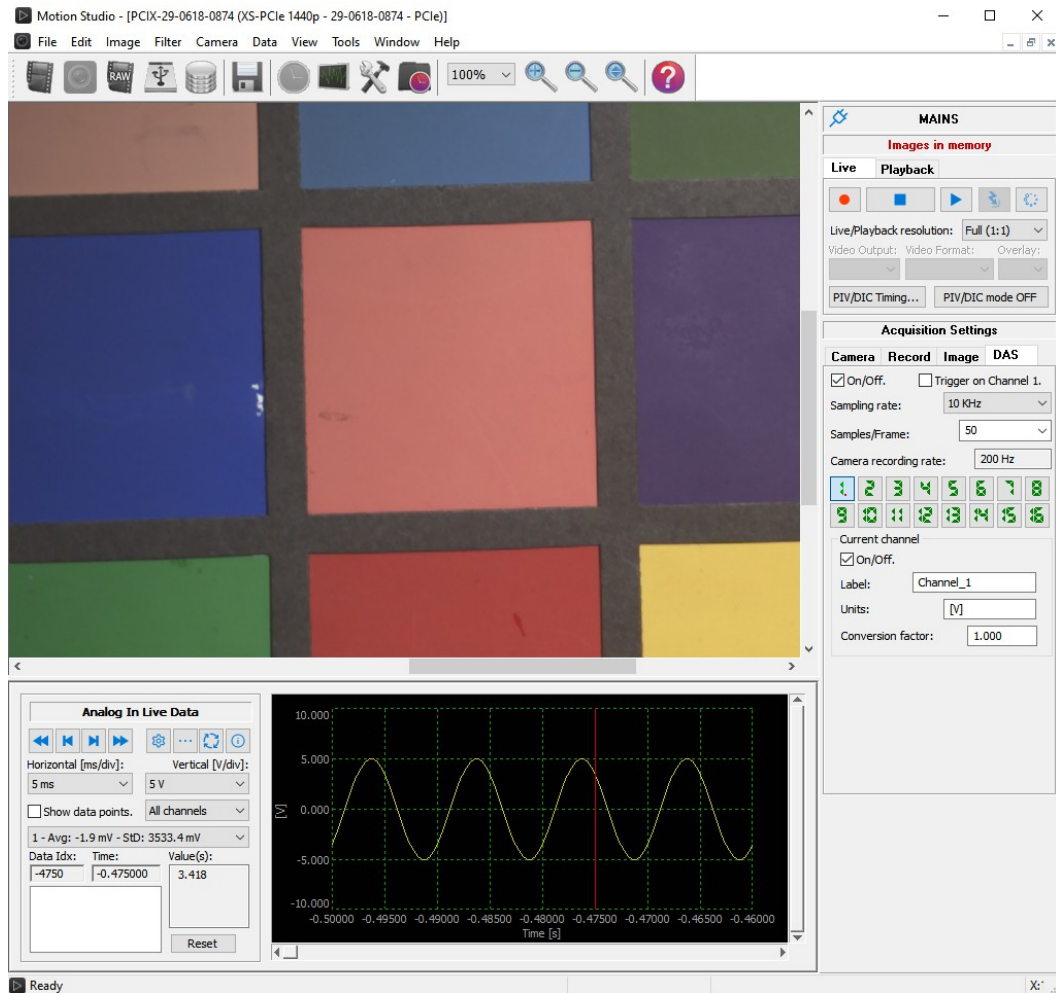 Motion Studio - [PCIX-29-0618-0874 (XS-PCIe 1440p - 29-0618-0874 - PCIe)]
File Edit Image Filter Camera Data View Tools Window Help
RAW 100% ?
MAINS
Images in memory
Live Playback
Live/Playback resolution: Full (1:1)
Video Output: Video Format: Overlay:
PIV/DIC Timing... PIV/DIC mode OFF
Acquisition Settings
Camera Record Image DAS
On/Off. Trigger on Channel 1.
Sampling rate: 10 KHz
Samples/Frame: 50
Camera recording rate: 200 Hz
1. 2 3 4 5 6 7 8
9 10 11 12 13 14 15 16
Current channel
On/Off.
Label: Channel_1
Units: [V]
Conversion factor: 1.000
Analog In Live Data
Horizontal [ms/div]: Vertical [V/div]:
5 ms 5 V
Show data points. All channels
1 - Avg: -1.9 mV - StD: 3533.4 mV
Data Idx: Time: Value(s):
-4750 -0.475000 3.418
Reset
10.000
5.000
0.000
-5.000
-10.000
[V]
-0.50000 -0.49500 -0.49000 -0.48500 -0.48000 -0.47500 -0.47000 -0.46500 -0.46000
Time [s]
Ready X: